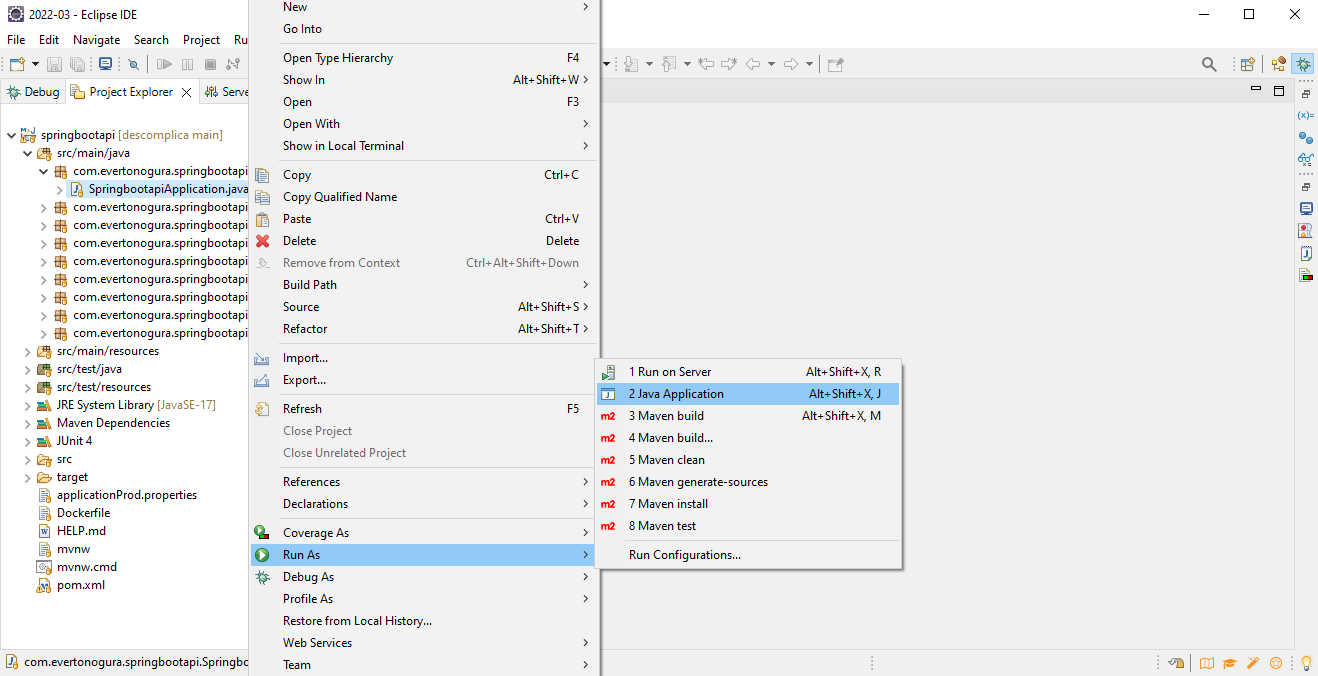 2022-03 - Eclipse IDE
File Edit Navigate Search Project Ru
Debug Project Explorer Serve
springbootapi [descomplica main]
src/main/java
com.evertonogura.springbootapi
SpringbootapiApplication.java
com.evertonogura.springbootapi
com.evertonogura.springbootapi
com.evertonogura.springbootapi
com.evertonogura.springbootapi
com.evertonogura.springbootapi
com.evertonogura.springbootapi
com.evertonogura.springbootapi
com.evertonogura.springbootapi
src/main/resources
src/test/java
src/test/resources
JRE System Library [JavaSE-17]
Maven Dependencies
JUnit 4
src
target
applicationProd.properties
Dockerfile
HELP.md
mvnw
mvnw.cmd
pom.xml
com.evertonogura.springbootapi.Springbo
New
Go Into
Open Type Hierarchy F4
Show In Alt+Shift+W
Open F3
Open With
Show in Local Terminal
Copy Ctrl+C
Copy Qualified Name
Paste Ctrl+V
Delete Delete
Remove from Context Ctrl+Alt+Shift+Down
Build Path
Source Alt+Shift+S
Refactor Alt+Shift+T
Import...
Export...
Refresh F5
Close Project
Close Unrelated Project
References
Declarations
Coverage As
Run As
Debug As
Profile As
Restore from Local History...
Web Services
Team
1 Run on Server Alt+Shift+X, R
2 Java Application Alt+Shift+X, J
m2 3 Maven build Alt+Shift+X, M
m2 4 Maven build...
m2 5 Maven clean
m2 6 Maven generate-sources
m2 7 Maven install
m2 8 Maven test
Run Configurations...
(x)=